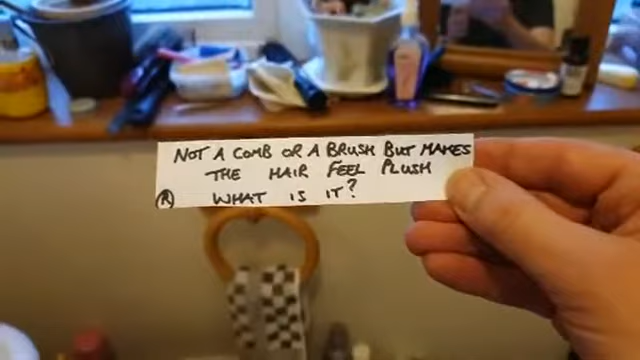 NOT A COMB OR A BRUSH BUT MAKES
THE HAIR FEEL PLUSH
Ⓡ WHAT IS IT?